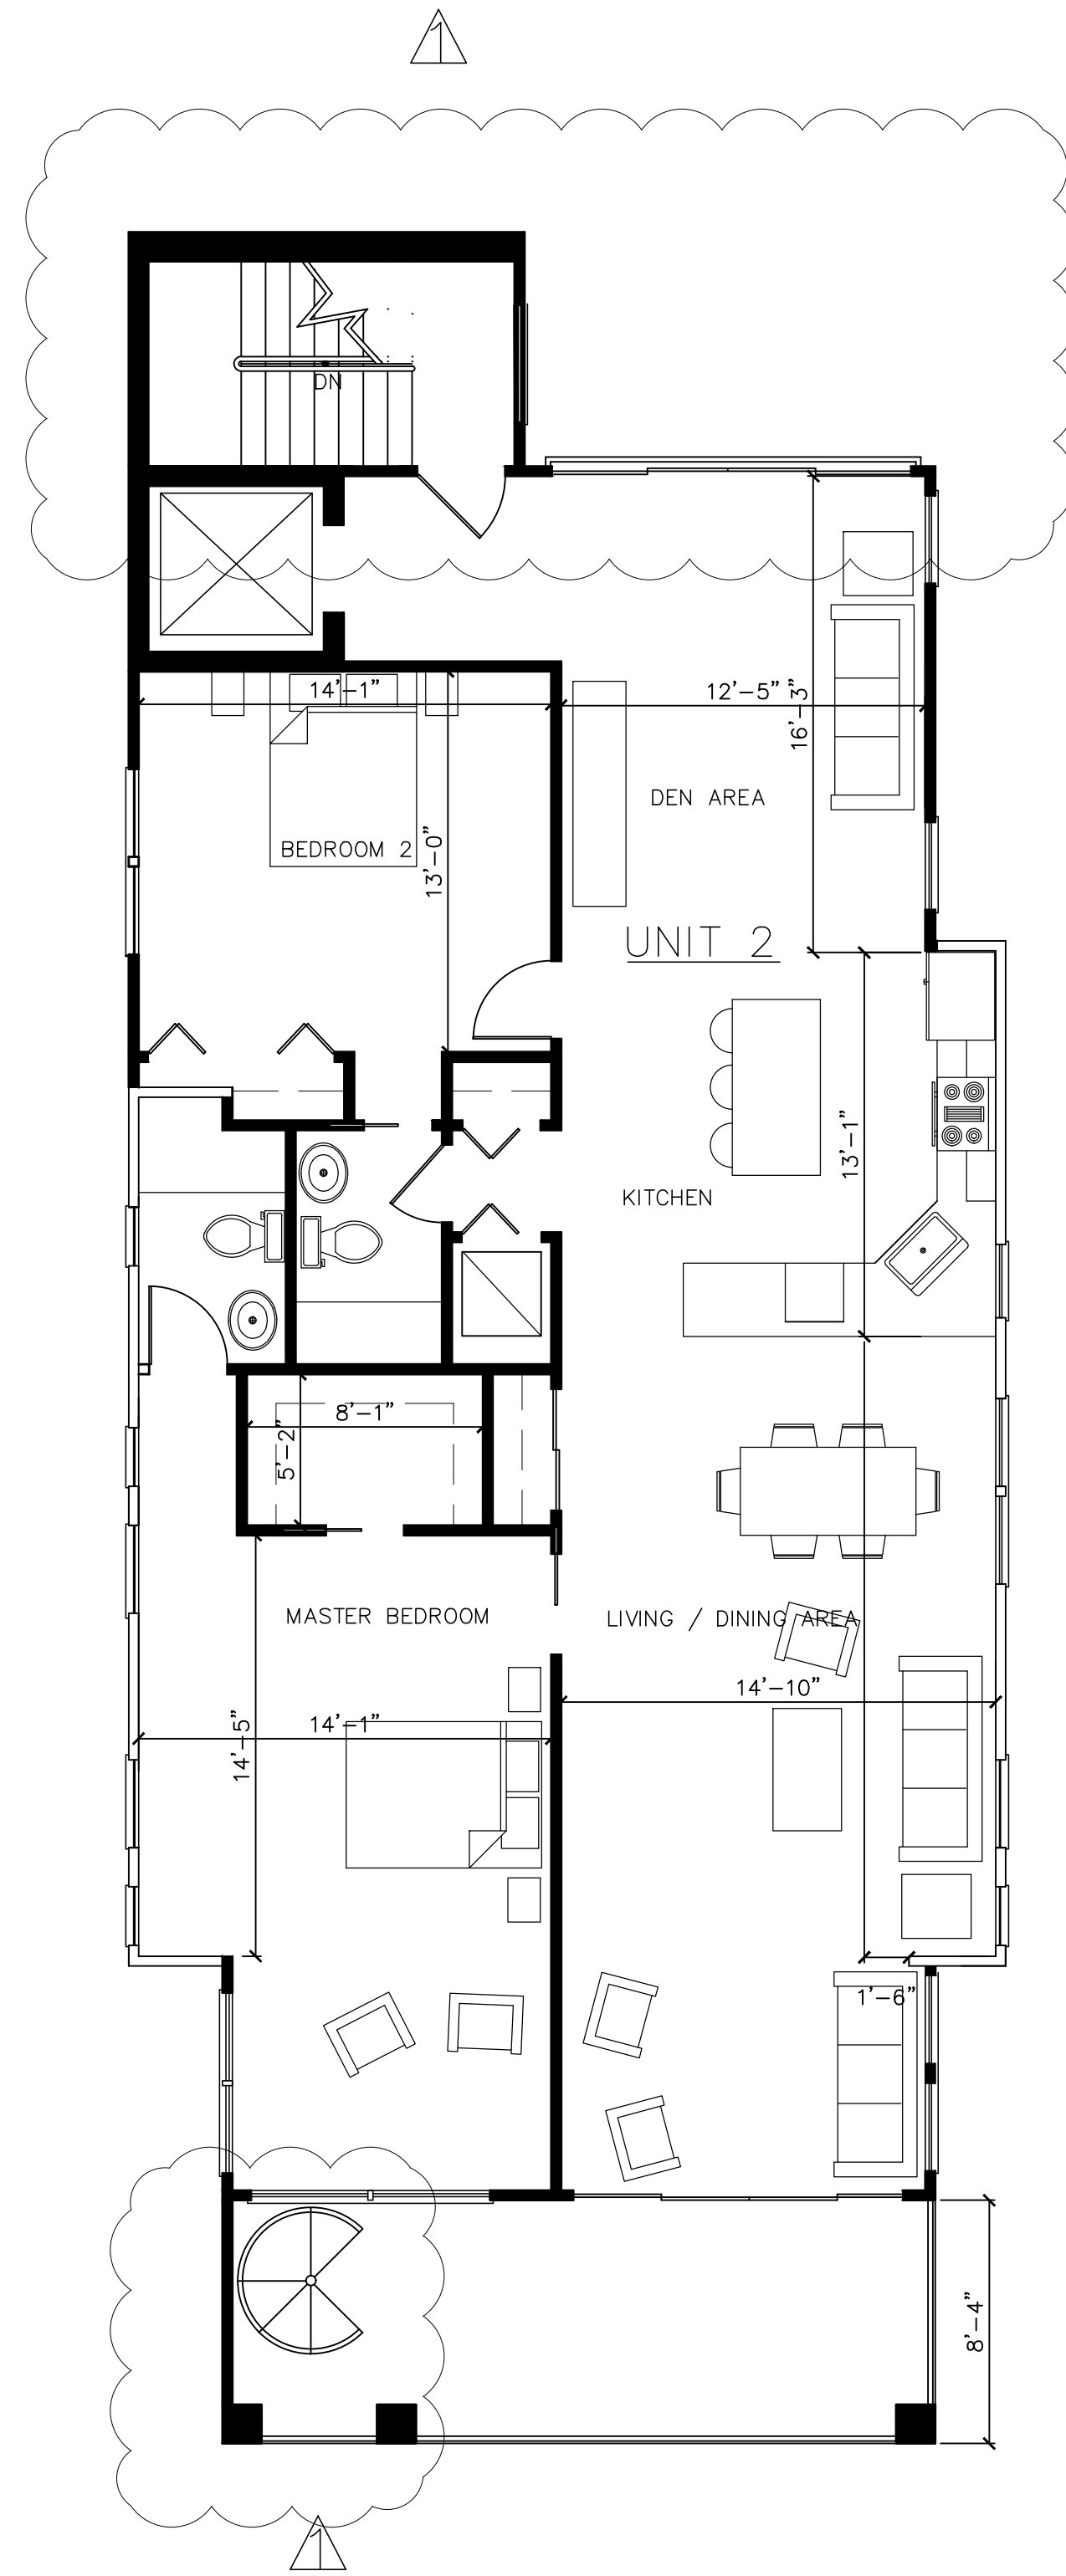 1
DN
14'-1"
12'-5"
16'-3"
DEN AREA
BEDROOM 2
13'-0"
UNIT 2
13'-1"
KITCHEN
8'-1"
5'-2"
MASTER BEDROOM
LIVING / DINING AREA
14'-10"
14'-5"
14'-1"
1'-6"
8'-4"
1